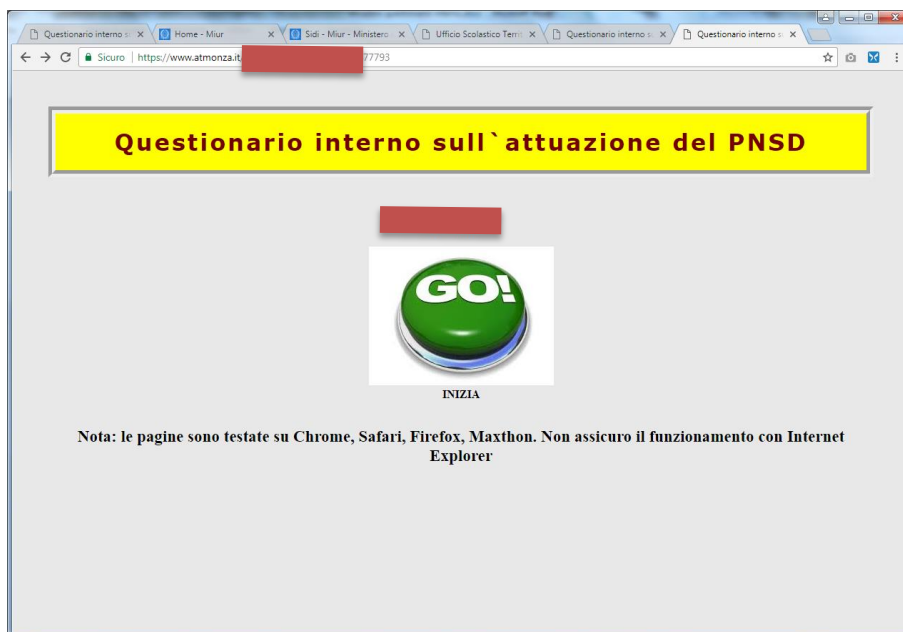 Questionario interno s
Home - Miur
Sidi - Miur - Ministero
Ufficio Scolastico Territ
Questionario interno s
Questionario interno s
Sicuro
https://www.atmonza.it/
77793
Questionario interno sull`attuazione del PNSD
GO!
INIZIA
Nota: le pagine sono testate su Chrome, Safari, Firefox, Maxthon. Non assicuro il funzionamento con Internet
Explorer